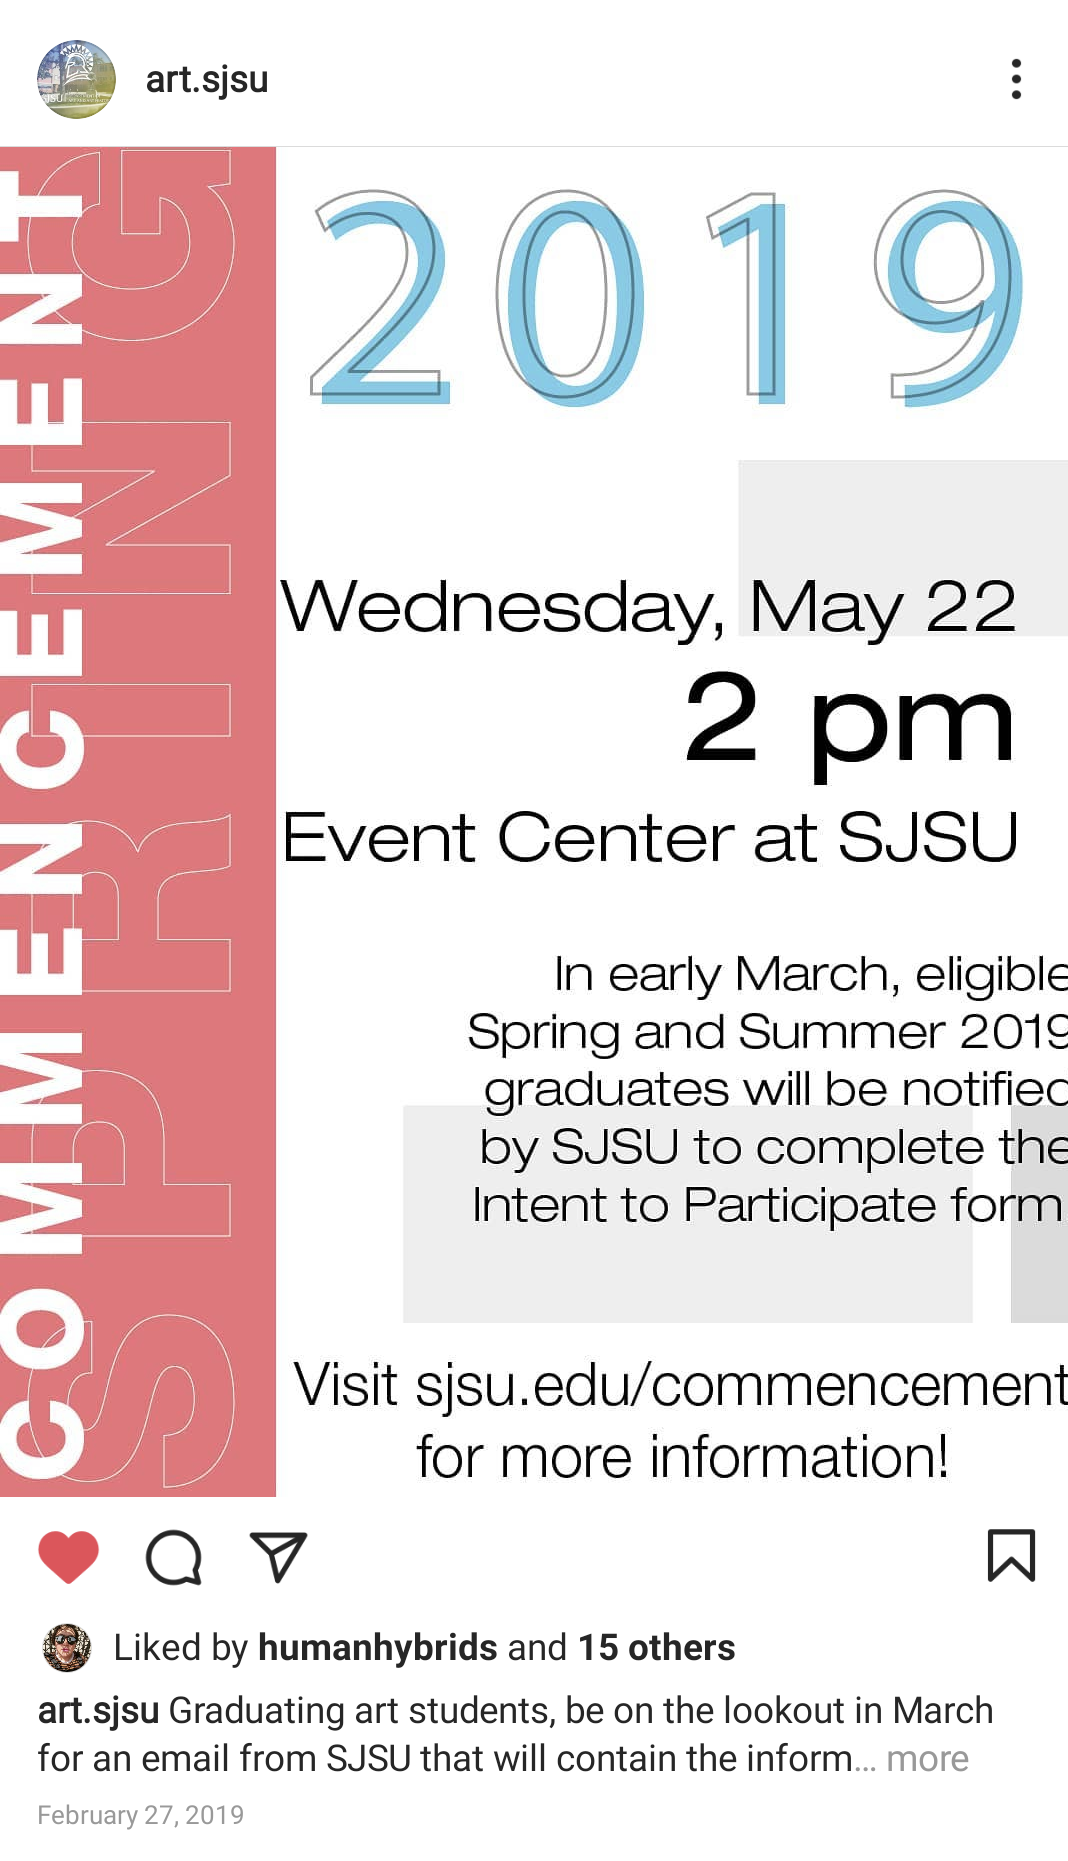 art.sjsu
COMMENCEMENT
SPRING
2019
Wednesday, May 22
2 pm
Event Center at SJSU
In early March, eligible
Spring and Summer 2019
graduates will be notified
by SJSU to complete the
Intent to Participate form
Visit sjsu.edu/commencement
for more information!
Liked by humanhybrids and 15 others
art.sjsu Graduating art students, be on the lookout in March
for an email from SJSU that will contain the inform... more
February 27, 2019